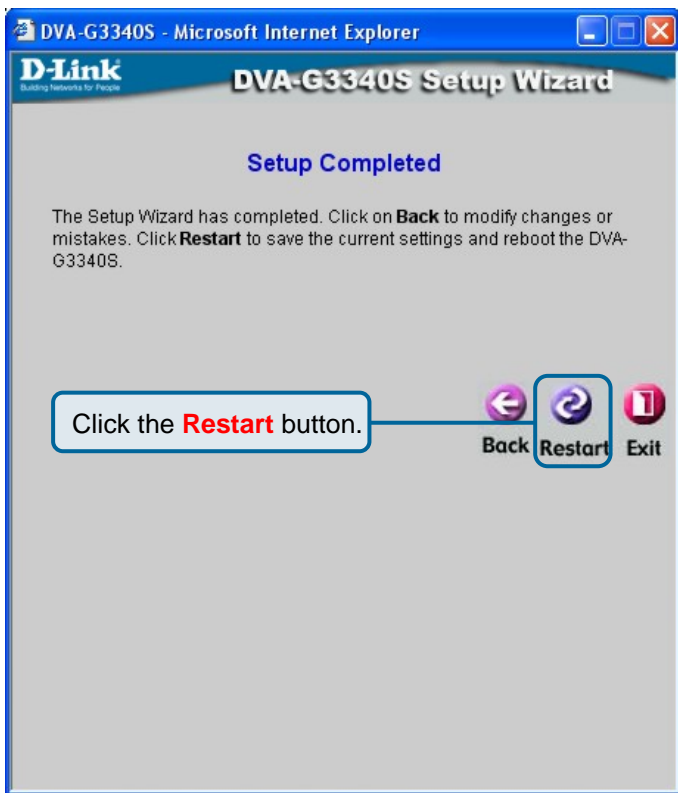 DVA-G3340S - Microsoft Internet Explorer
D-Link
Building Networks for People
DVA-G3340S Setup Wizard
Setup Completed
The Setup Wizard has completed. Click on Back to modify changes or
mistakes. Click Restart to save the current settings and reboot the DVA-
G3340S.
Click the Restart button.
Back Restart Exit